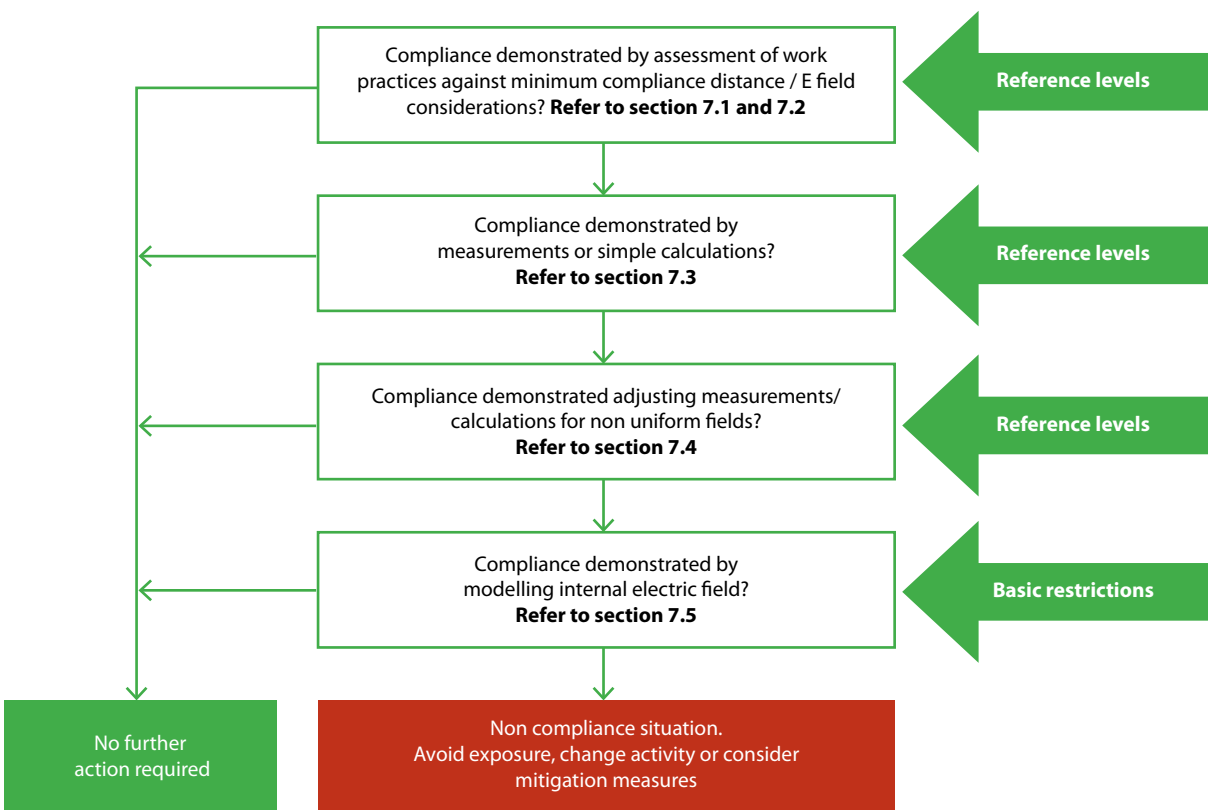 Compliance demonstrated by assessment of work
practices against minimum compliance distance / E field
considerations? Refer to section 7.1 and 7.2
Reference levels
Compliance demonstrated by
measurements or simple calculations?
Refer to section 7.3
Reference levels
Compliance demonstrated adjusting measurements/
calculations for non uniform fields?
Refer to section 7.4
Reference levels
Compliance demonstrated by
modelling internal electric field?
Refer to section 7.5
Basic restrictions
No further
action required
Non compliance situation.
Avoid exposure, change activity or consider
mitigation measures